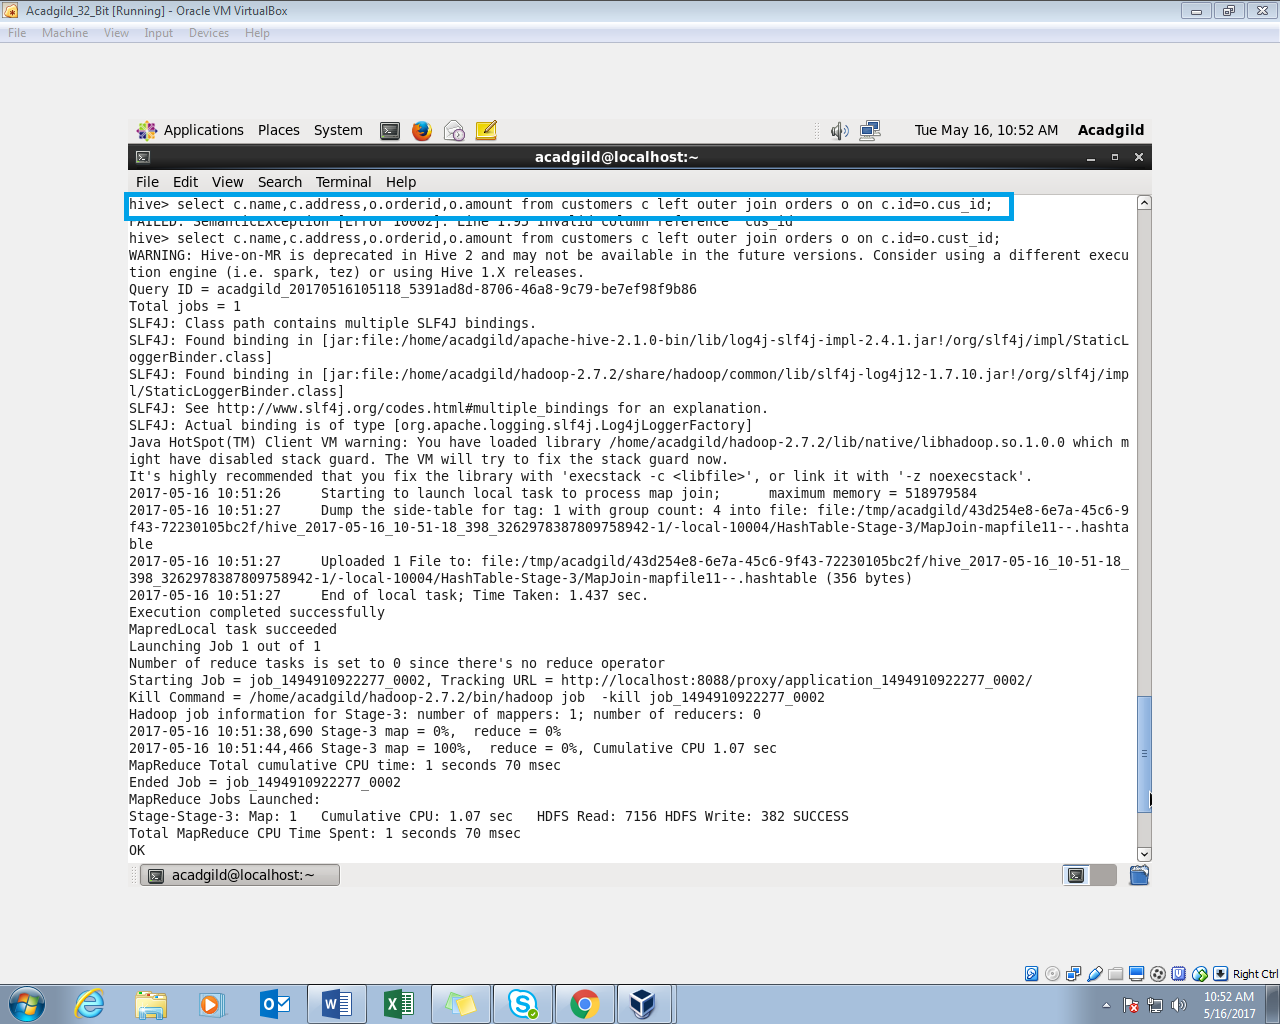 Acadgild_32_Bit [Running] - Oracle VM VirtualBox
File Machine View Input Devices Help
Applications Places System Tue May 16, 10:52 AM Acadgild
acadgild@localhost:~
File Edit View Search Terminal Help
hive> select c.name,c.address,o.orderid,o.amount from customers c left outer join orders o on c.id=o.cus_id;
FAILED: SemanticException [Error 10002]: Line 1:95 Invalid column reference 'cus_id'
hive> select c.name,c.address,o.orderid,o.amount from customers c left outer join orders o on c.id=o.cust_id;
WARNING: Hive-on-MR is deprecated in Hive 2 and may not be available in the future versions. Consider using a different execu
tion engine (i.e. spark, tez) or using Hive 1.X releases.
Query ID = acadgild_20170516105118_5391ad8d-8706-46a8-9c79-be7ef98f9b86
Total jobs = 1
SLF4J: Class path contains multiple SLF4J bindings.
SLF4J: Found binding in [jar:file:/home/acadgild/apache-hive-2.1.0-bin/lib/log4j-slf4j-impl-2.4.1.jar!/org/slf4j/impl/StaticL
oggerBinder.class]
SLF4J: Found binding in [jar:file:/home/acadgild/hadoop-2.7.2/share/hadoop/common/lib/slf4j-log4j12-1.7.10.jar!/org/slf4j/imp
l/StaticLoggerBinder.class]
SLF4J: See http://www.slf4j.org/codes.html#multiple_bindings for an explanation.
SLF4J: Actual binding is of type [org.apache.logging.slf4j.Log4jLoggerFactory]
Java HotSpot(TM) Client VM warning: You have loaded library /home/acadgild/hadoop-2.7.2/lib/native/libhadoop.so.1.0.0 which m
ight have disabled stack guard. The VM will try to fix the stack guard now.
It's highly recommended that you fix the library with 'execstack -c <libfile>', or link it with '-z noexecstack'.
2017-05-16 10:51:26     Starting to launch local task to process map join;      maximum memory = 518979584
2017-05-16 10:51:27     Dump the side-table for tag: 1 with group count: 4 into file: file:/tmp/acadgild/43d254e8-6e7a-45c6-9
f43-72230105bc2f/hive_2017-05-16_10-51-18_398_3262978387809758942-1/-local-10004/HashTable-Stage-3/MapJoin-mapfile11--.hashta
ble
2017-05-16 10:51:27     Uploaded 1 File to: file:/tmp/acadgild/43d254e8-6e7a-45c6-9f43-72230105bc2f/hive_2017-05-16_10-51-18_
398_3262978387809758942-1/-local-10004/HashTable-Stage-3/MapJoin-mapfile11--.hashtable (356 bytes)
2017-05-16 10:51:27     End of local task; Time Taken: 1.437 sec.
Execution completed successfully
MapredLocal task succeeded
Launching Job 1 out of 1
Number of reduce tasks is set to 0 since there's no reduce operator
Starting Job = job_1494910922277_0002, Tracking URL = http://localhost:8088/proxy/application_1494910922277_0002/
Kill Command = /home/acadgild/hadoop-2.7.2/bin/hadoop job  -kill job_1494910922277_0002
Hadoop job information for Stage-3: number of mappers: 1; number of reducers: 0
2017-05-16 10:51:38,690 Stage-3 map = 0%,  reduce = 0%
2017-05-16 10:51:44,466 Stage-3 map = 100%,  reduce = 0%, Cumulative CPU 1.07 sec
MapReduce Total cumulative CPU time: 1 seconds 70 msec
Ended Job = job_1494910922277_0002
MapReduce Jobs Launched:
Stage-Stage-3: Map: 1   Cumulative CPU: 1.07 sec   HDFS Read: 7156 HDFS Write: 382 SUCCESS
Total MapReduce CPU Time Spent: 1 seconds 70 msec
OK
acadgild@localhost:~
Right Ctrl
10:52 AM
5/16/2017